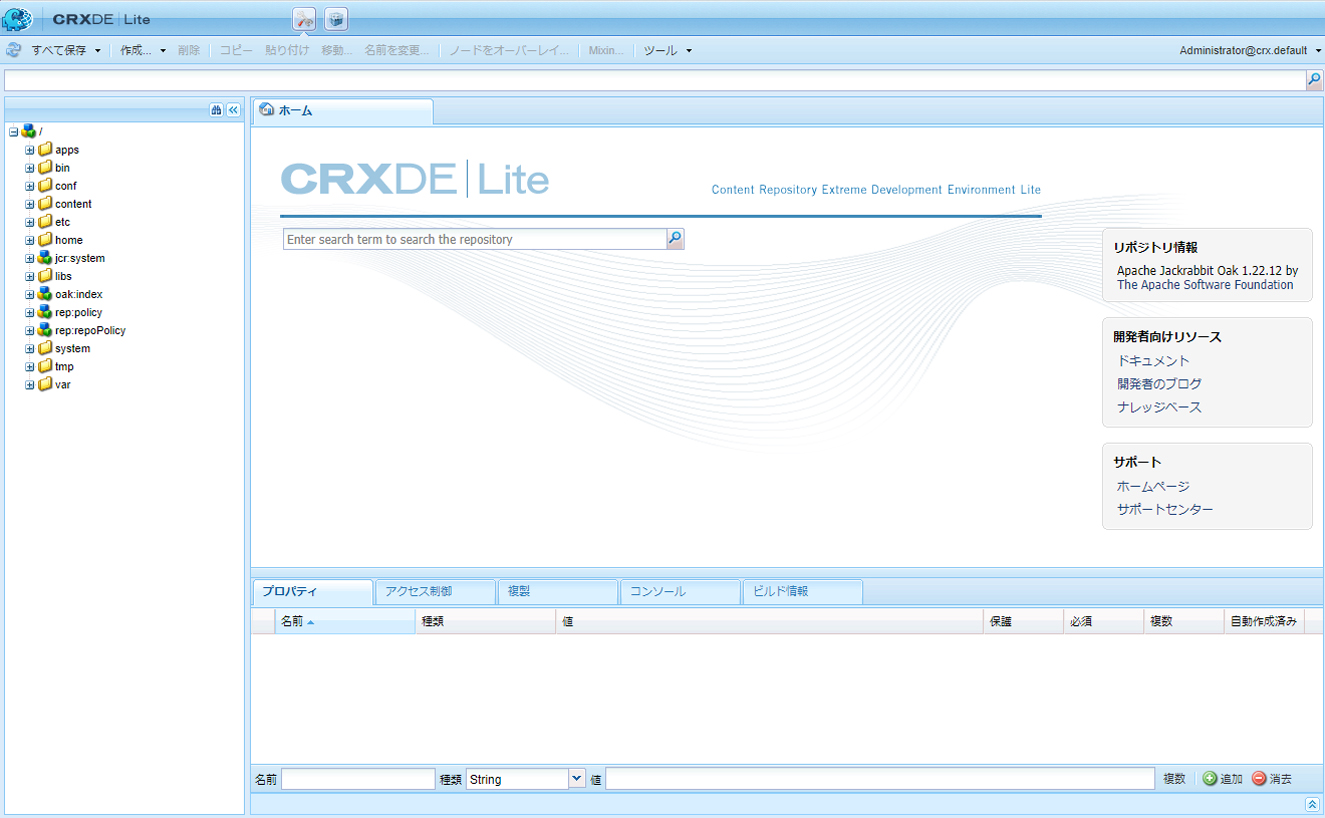 CRXDE | Lite
すべて保存 作成... 削除 コピー 貼り付け 移動... 名前を変更... ノードをオーバーレイ... Mixin... ツール Administrator@crx.default
ホーム
/
apps
bin
conf
content
etc
home
jcr:system
libs
oak:index
rep:policy
rep:repoPolicy
system
tmp
var
CRXDE | Lite
Content Repository Extreme Development Environment Lite
Enter search term to search the repository
リポジトリ情報
Apache Jackrabbit Oak 1.22.12 by
The Apache Software Foundation
開発者向けリソース
ドキュメント
開発者のブログ
ナレッジベース
サポート
ホームページ
サポートセンター
プロパティ アクセス制御 複製 コンソール ビルド情報
名前 種類 値 保護 必須 複数 自動作成済み
名前 種類 String 値 複数 追加 消去